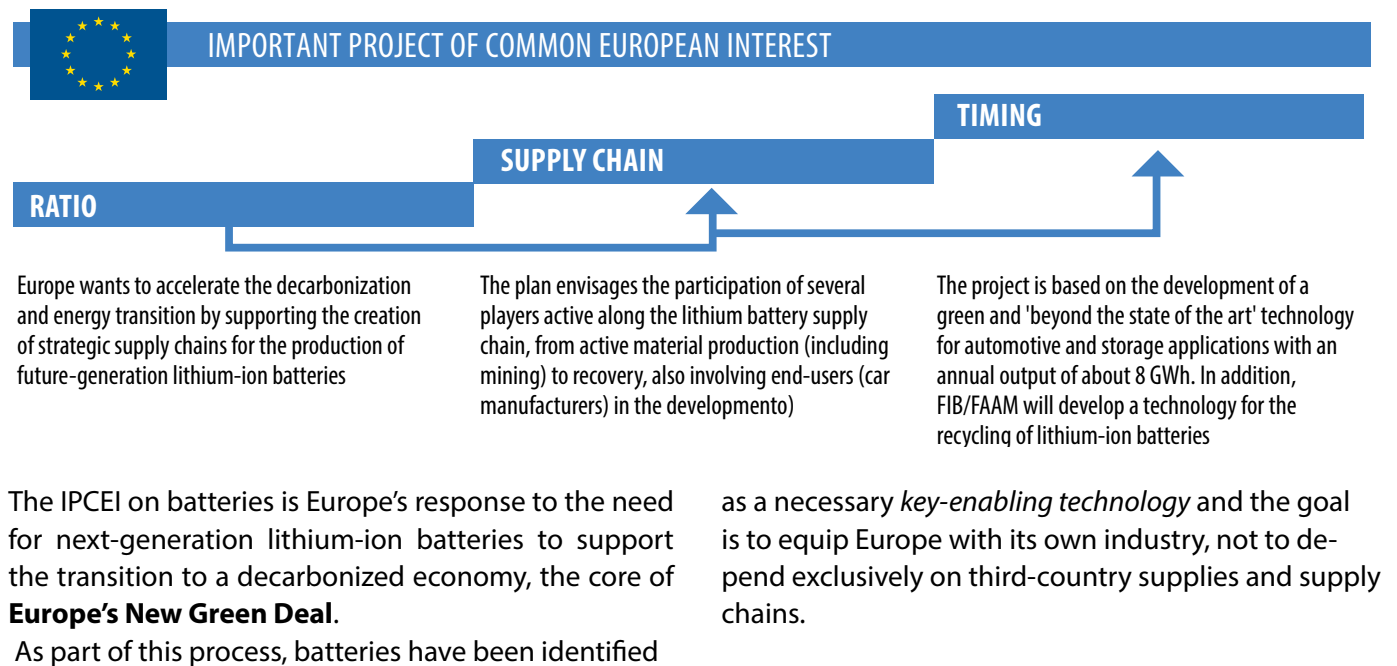 IMPORTANT PROJECT OF COMMON EUROPEAN INTEREST
RATIO
Europe wants to accelerate the decarbonization
and energy transition by supporting the creation
of strategic supply chains for the production of
future-generation lithium-ion batteries
SUPPLY CHAIN
The plan envisages the participation of several
players active along the lithium battery supply
chain, from active material production (including
mining) to recovery, also involving end-users (car
manufacturers) in the developmento)
TIMING
The project is based on the development of a
green and 'beyond the state of the art' technology
for automotive and storage applications with an
annual output of about 8 GWh. In addition,
FIB/FAAM will develop a technology for the
recycling of lithium-ion batteries
The IPCEI on batteries is Europe’s response to the need
for next-generation lithium-ion batteries to support
the transition to a decarbonized economy, the core of
Europe’s New Green Deal.
As part of this process, batteries have been identified
as a necessary key-enabling technology and the goal
is to equip Europe with its own industry, not to de-
pend exclusively on third-country supplies and supply
chains.